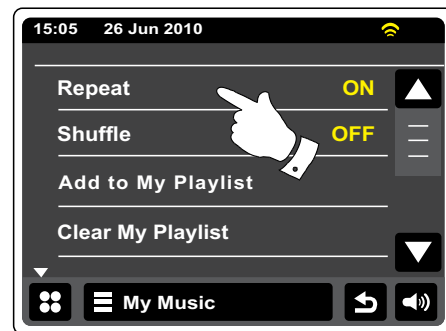 15:05 26 Jun 2010
Repeat ON
Shuffle OFF
Add to My Playlist
Clear My Playlist
My Music